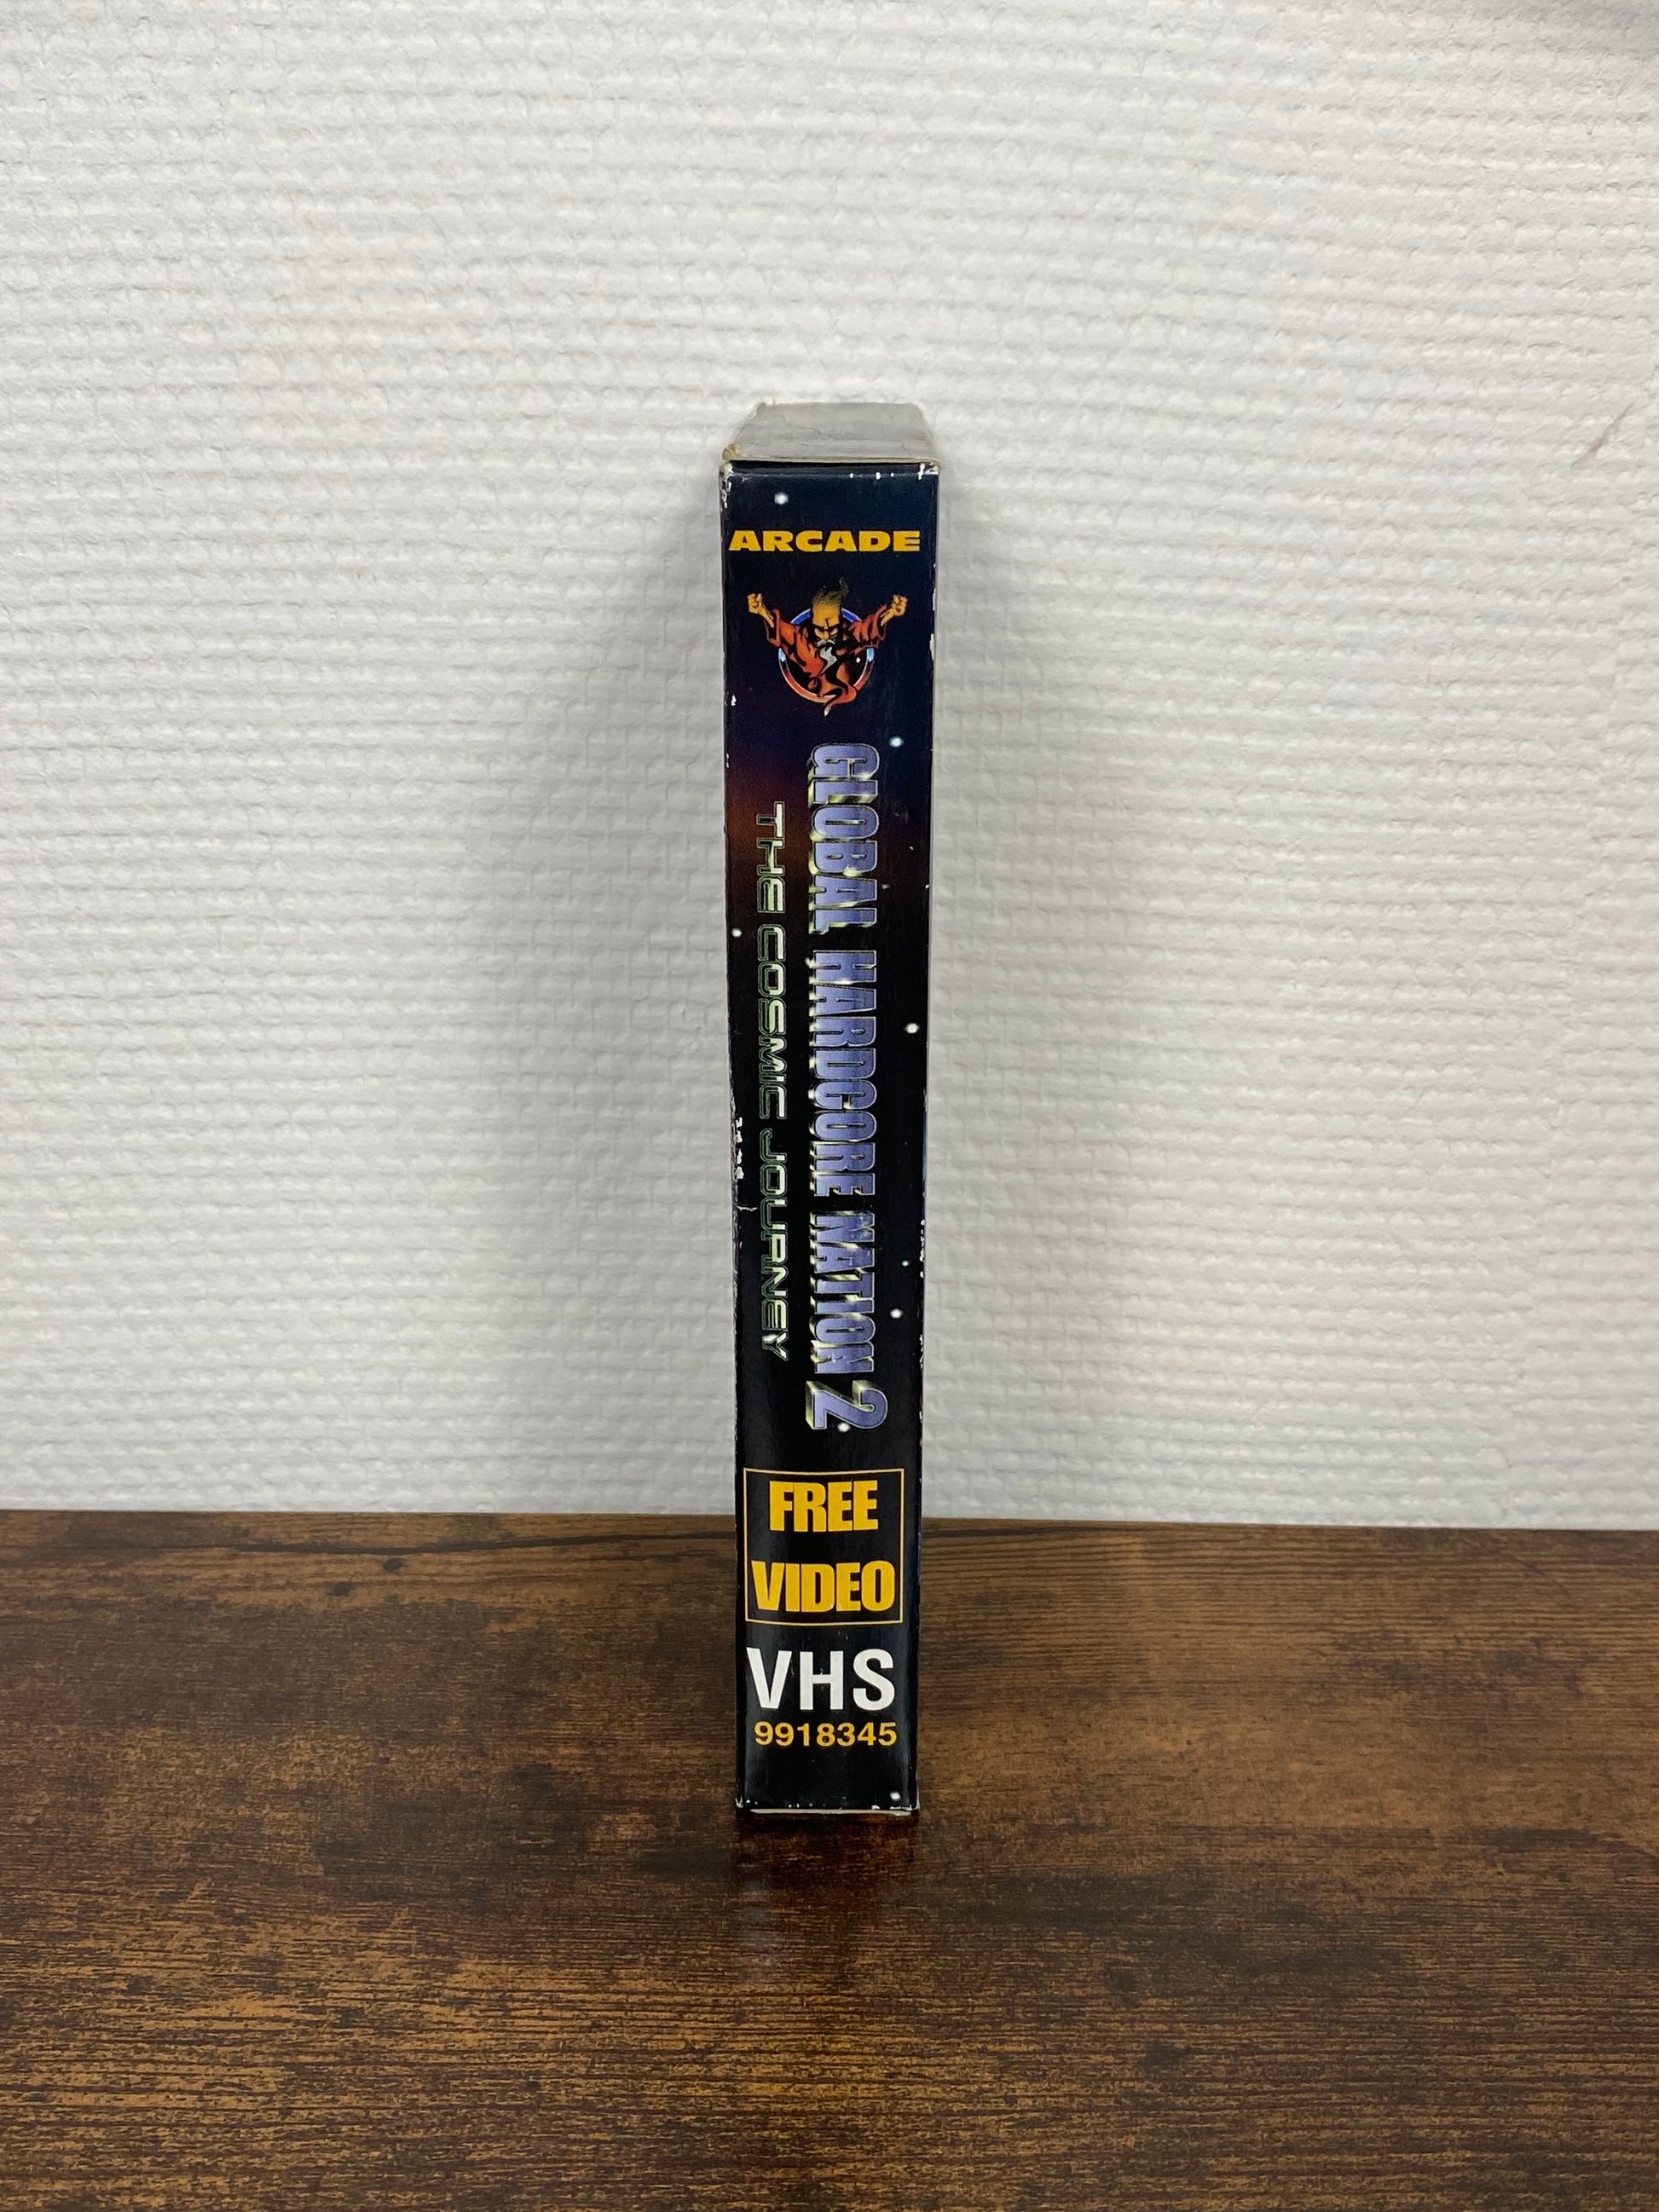 ARCADE
GLOBAL HARDCORE NATION 2
THE COSMIC JOURNEY
FREE
VIDEO
VHS
9918345